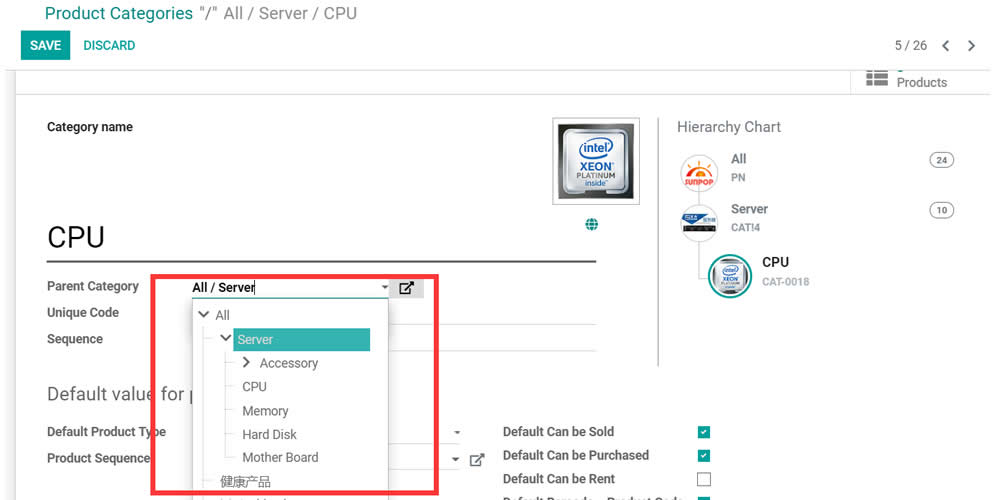 Product Categories "/" All / Server / CPU
SAVE DISCARD 5 / 26
Products
Category name
intel
XEON
PLATINUM
inside
Hierarchy Chart
All 24
SUNPOP PN
Server 10
CAT!4
CPU
CPU
CAT-0018
intel
XEON
Parent Category All / Server
Unique Code
Sequence
All
Server
Accessory
CPU
Memory
Hard Disk
Mother Board
健康产品
Default value for
Default Product Type
Product Sequence
Default Can be Sold
Default Can be Purchased
Default Can be Rent